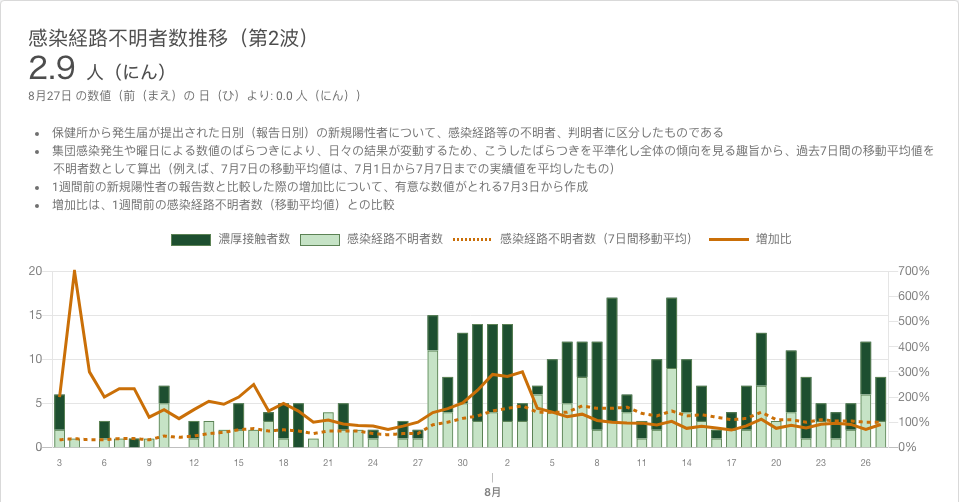 感染経路不明者数推移（第2波）
2.9 人（にん）
8月27日 の数値（前（まえ）の 日（ひ）より: 0.0 人（にん））
保健所から発生届が提出された日別（報告日別）の新規陽性者について、感染経路等の不明者、判明者に区分したものである
集団感染発生や曜日による数値のばらつきにより、日々の結果が変動するため、こうしたばらつきを平準化し全体の傾向を見る趣旨から、過去7日間の移動平均値を
不明者数として算出（例えば、7月7日の移動平均値は、7月1日から7月7日までの実績値を平均したもの）
1週間前の新規陽性者の報告数と比較した際の増加比について、有意な数値がとれる7月3日から作成
増加比は、1週間前の感染経路不明者数（移動平均値）との比較
濃厚接触者数 感染経路不明者数 感染経路不明者数（7日間移動平均） 増加比
20 700%
600%
15
500%
400%
10
300%
5 200%
100%
0 0%
3 6 9 12 15 18 21 24 27 30 2 5 8 11 14 17 20 23 26
8月